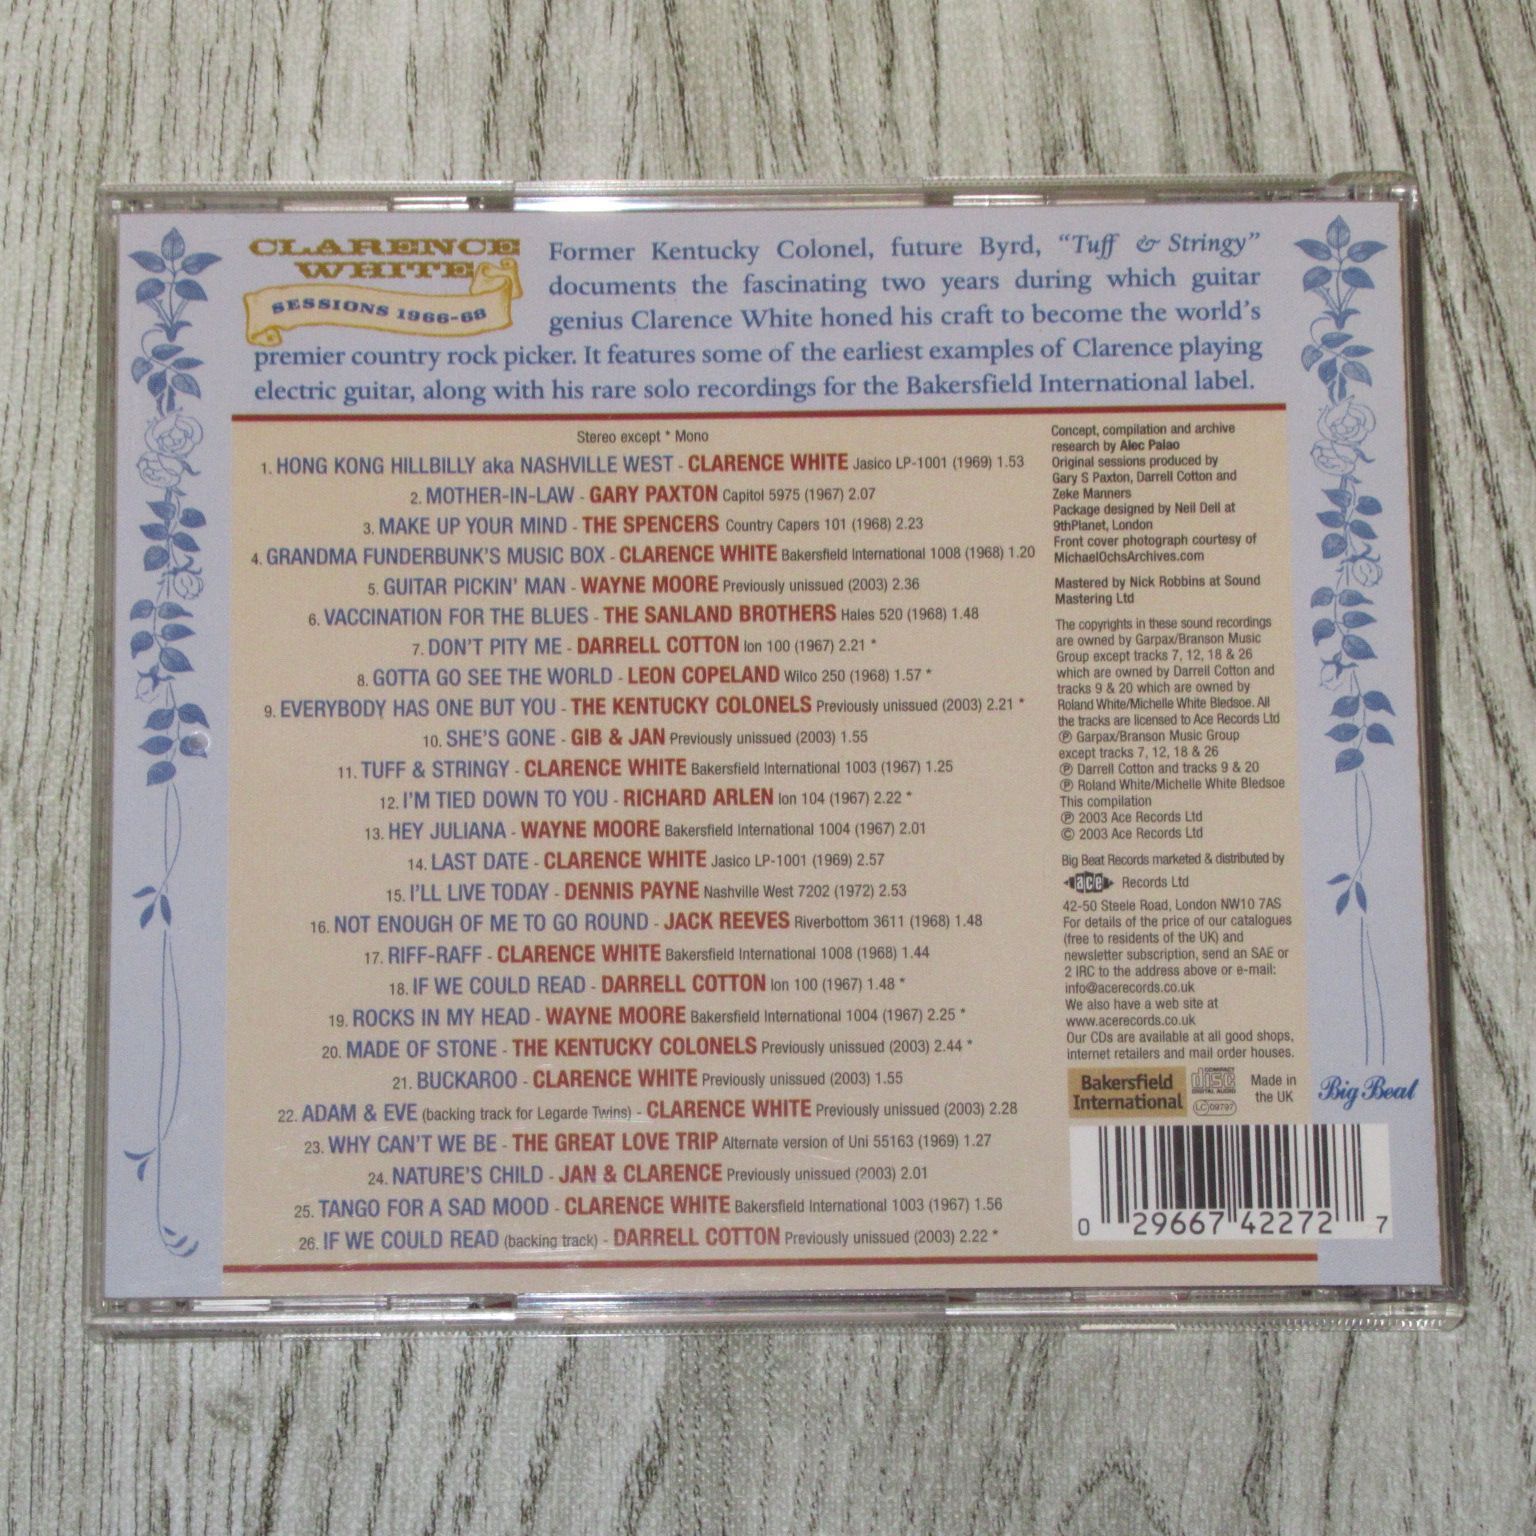 CLARENCE
WHITE
SESSIONS 1966-68
Former Kentucky Colonel, future Byrd, "Tuff & Stringy"
documents the fascinating two years during which guitar
genius Clarence White honed his craft to become the world's
premier country rock picker. It features some of the earliest examples of Clarence playing
electric guitar, along with his rare solo recordings for the Bakersfield International label.
Stereo except * Mono
1. HONG KONG HILLBILLY aka NASHVILLE WEST - CLARENCE WHITE Jasico LP-1001 (1969) 1.53
2. MOTHER-IN-LAW - GARY PAXTON Capitol 5975 (1967) 2.07
3. MAKE UP YOUR MIND - THE SPENCERS Country Capers 101 (1968) 2.23
4. GRANDMA FUNDERBUNK'S MUSIC BOX - CLARENCE WHITE Bakersfield International 1008 (1968) 1.20
5. GUITAR PICKIN' MAN - WAYNE MOORE Previously unissued (2003) 2.36
6. VACCINATION FOR THE BLUES - THE SANLAND BROTHERS Hales 520 (1968) 1.48
7. DON'T PITY ME - DARRELL COTTON Ion 100 (1967) 2.21 *
8. GOTTA GO SEE THE WORLD - LEON COPELAND Wilco 250 (1968) 1.57 *
9. EVERYBODY HAS ONE BUT YOU - THE KENTUCKY COLONELS Previously unissued (2003) 2.21 *
10. SHE'S GONE - GIB & JAN Previously unissued (2003) 1.55
11. TUFF & STRINGY - CLARENCE WHITE Bakersfield International 1003 (1967) 1.25
12. I'M TIED DOWN TO YOU - RICHARD ARLEN Ion 104 (1967) 2.22 *
13. HEY JULIANA - WAYNE MOORE Bakersfield International 1004 (1967) 2.01
14. LAST DATE - CLARENCE WHITE Jasico LP-1001 (1969) 2.57
15. I'LL LIVE TODAY - DENNIS PAYNE Nashville West 7202 (1972) 2.53
16. NOT ENOUGH OF ME TO GO ROUND - JACK REEVES Riverbottom 3611 (1968) 1.48
17. RIFF-RAFF - CLARENCE WHITE Bakersfield International 1008 (1968) 1.44
18. IF WE COULD READ - DARRELL COTTON Ion 100 (1967) 1.48 *
19. ROCKS IN MY HEAD - WAYNE MOORE Bakersfield International 1004 (1967) 2.25 *
20. MADE OF STONE - THE KENTUCKY COLONELS Previously unissued (2003) 2.44 *
21. BUCKAROO - CLARENCE WHITE Previously unissued (2003) 1.55
22. ADAM & EVE (backing track for Legarde Twins) - CLARENCE WHITE Previously unissued (2003) 2.28
23. WHY CAN'T WE BE - THE GREAT LOVE TRIP Alternate version of Uni 55163 (1969) 1.27
24. NATURE'S CHILD - JAN & CLARENCE Previously unissued (2003) 2.01
25. TANGO FOR A SAD MOOD - CLARENCE WHITE Bakersfield International 1003 (1967) 1.56
26. IF WE COULD READ (backing track) - DARRELL COTTON Previously unissued (2003) 2.22 *
Concept, compilation and archive
research by Alec Palao
Original sessions produced by
Gary S Paxton, Darrell Cotton and
Zeke Manners
Package designed by Neil Dell at
9thPlanet, London
Front cover photograph courtesy of
MichaelOchsArchives.com
Mastered by Nick Robbins at Sound
Mastering Ltd
The copyrights in these sound recordings
are owned by Garpax/Branson Music
Group except tracks 7, 12, 18 & 26
which are owned by Darrell Cotton and
tracks 9 & 20 which are owned by
Roland White/Michelle White Bledsoe. All
the tracks are licensed to Ace Records Ltd
℗ Garpax/Branson Music Group
except tracks 7, 12, 18 & 26
℗ Darrell Cotton and tracks 9 & 20
℗ Roland White/Michelle White Bledsoe
This compilation
℗ 2003 Ace Records Ltd
© 2003 Ace Records Ltd
Big Beat Records marketed & distributed by
ace Records Ltd
42-50 Steele Road, London NW10 7AS
For details of the price of our catalogues
(free to residents of the UK) and
newsletter subscription, send an SAE or
2 IRC to the address above or e-mail:
info@acerecords.co.uk
We also have a web site at
www.acerecords.co.uk
Our CDs are available at all good shops,
internet retailers and mail order houses.
Bakersfield
International
COMPACT
disc
DIGITAL AUDIO
LC 09797
Made in
the UK
Big Beat
0 29667 42272 7